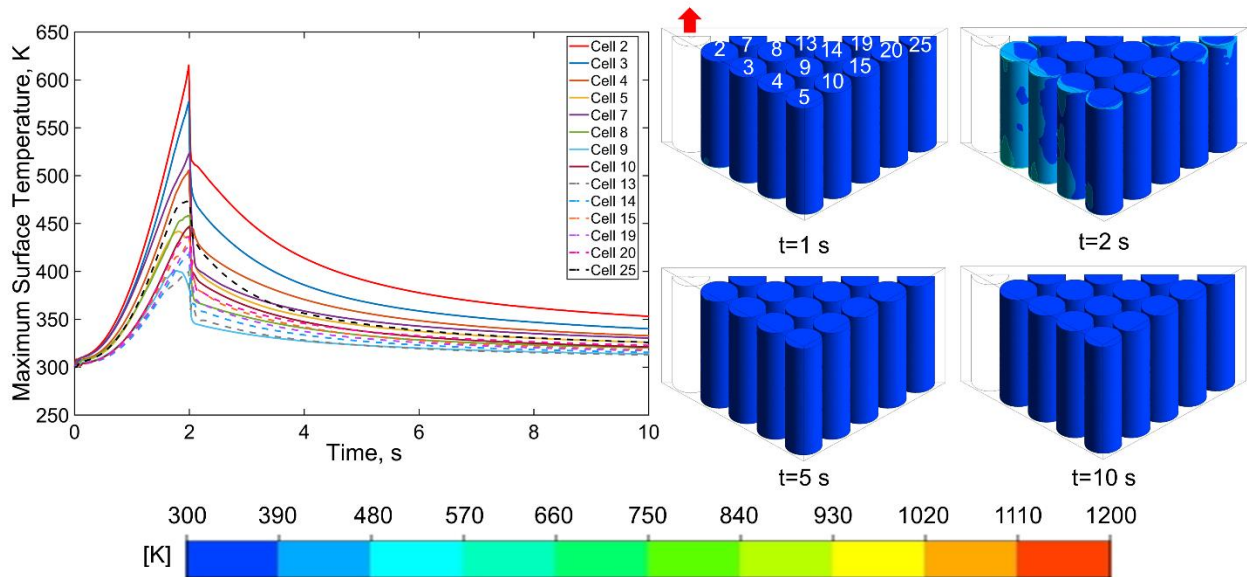 650
600
550
500
450
400
350
300
250
Maximum Surface Temperature, K
0
2
4
6
8
10
Time, s
Cell 2
Cell 3
Cell 4
Cell 5
Cell 7
Cell 8
Cell 9
Cell 10
Cell 13
Cell 14
Cell 15
Cell 19
Cell 20
Cell 25
2 7 8 13 14 19 20 25
3 9 15
4 10
5
t=1 s
t=2 s
t=5 s
t=10 s
300 390 480 570 660 750 840 930 1020 1110 1200
[K]